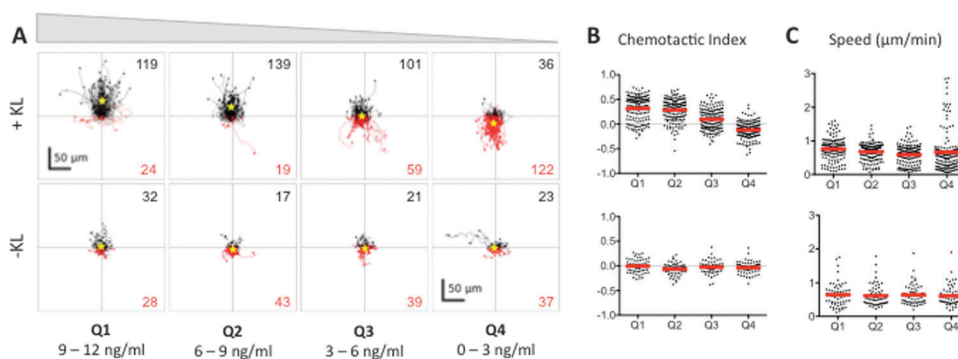 A
B Chemotactic Index
C Speed (µm/min)
+ KL
119
24
139
19
101
59
36
122
50 µm
-KL
32
28
17
43
21
39
23
37
50 µm
Q1
9 – 12 ng/ml
Q2
6 – 9 ng/ml
Q3
3 – 6 ng/ml
Q4
0 – 3 ng/ml
1.0
0.5
0.0
-0.5
-1.0
Q1 Q2 Q3 Q4
1.0
0.5
0.0
-0.5
-1.0
Q1 Q2 Q3 Q4
3
2
1
0
Q1 Q2 Q3 Q4
3
2
1
0
Q1 Q2 Q3 Q4